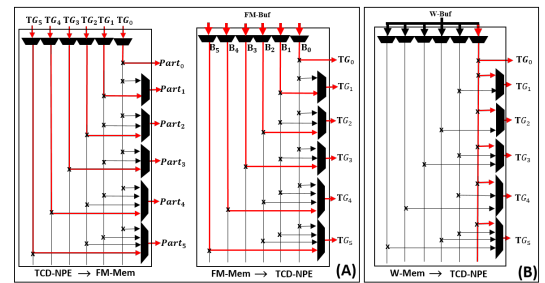 TG₅ TG₄ TG₃ TG₂ TG₁ TG₀
Part₀
Part₁
Part₂
Part₃
Part₄
Part₅
TCD-NPE → FM-Mem
FM-Buf
B₅ B₄ B₃ B₂ B₁ B₀
TG₀
TG₁
TG₂
TG₃
TG₄
TG₅
FM-Mem → TCD-NPE
(A)
W-Buf
TG₀
TG₁
TG₂
TG₃
TG₄
TG₅
W-Mem → TCD-NPE
(B)